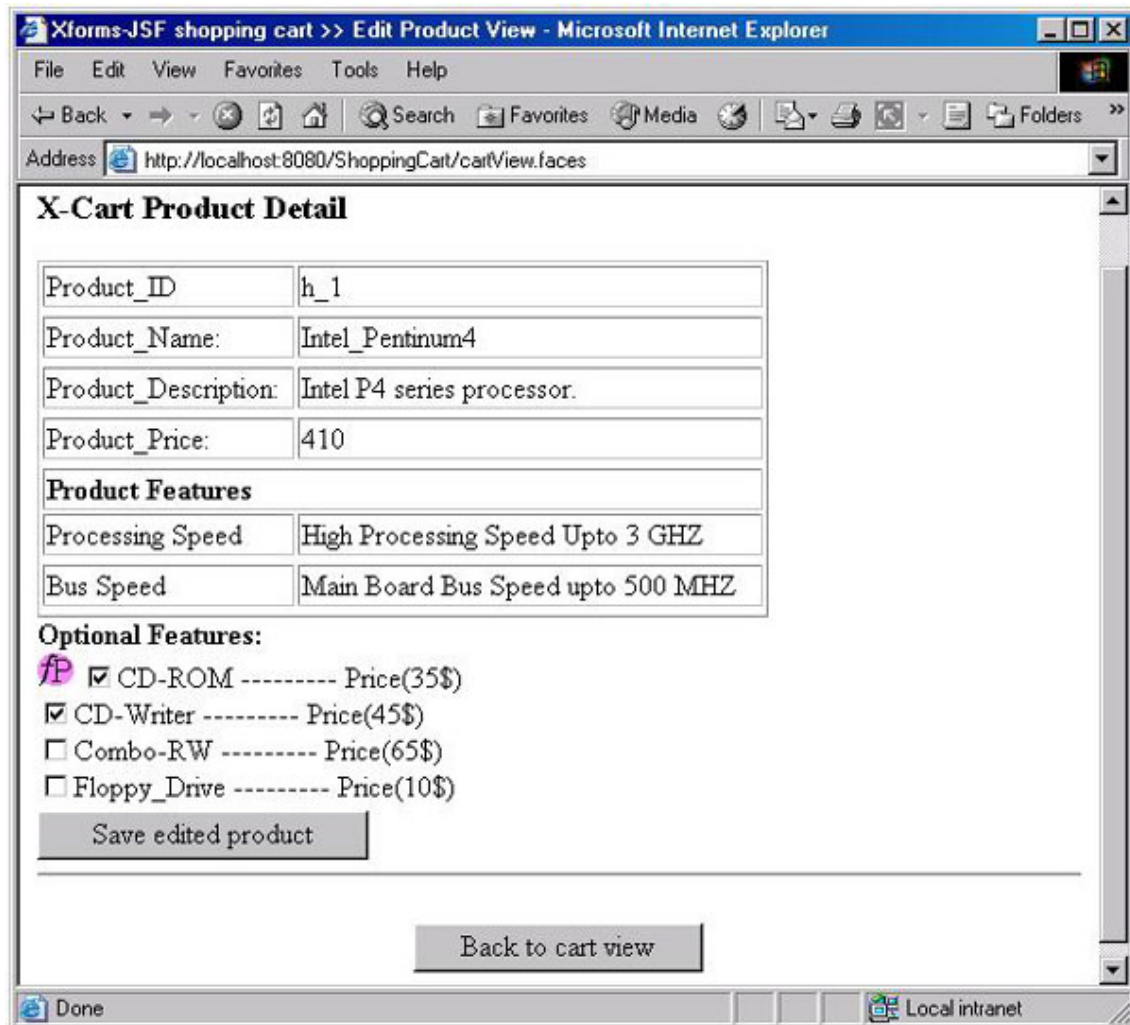 Xforms-JSF shopping cart >> Edit Product View - Microsoft Internet Explorer
File Edit View Favorites Tools Help
Back Search Favorites Media Folders »
Address http://localhost:8080/ShoppingCart/cartView.faces
X-Cart Product Detail
Product_ID h_1
Product_Name: Intel_Pentinum4
Product_Description: Intel P4 series processor.
Product_Price: 410
Product Features
Processing Speed High Processing Speed Upto 3 GHZ
Bus Speed Main Board Bus Speed upto 500 MHZ
Optional Features:
fP CD-ROM --------- Price(35$)
CD-Writer --------- Price(45$)
Combo-RW --------- Price(65$)
Floppy_Drive --------- Price(10$)
Save edited product
Back to cart view
Done Local intranet